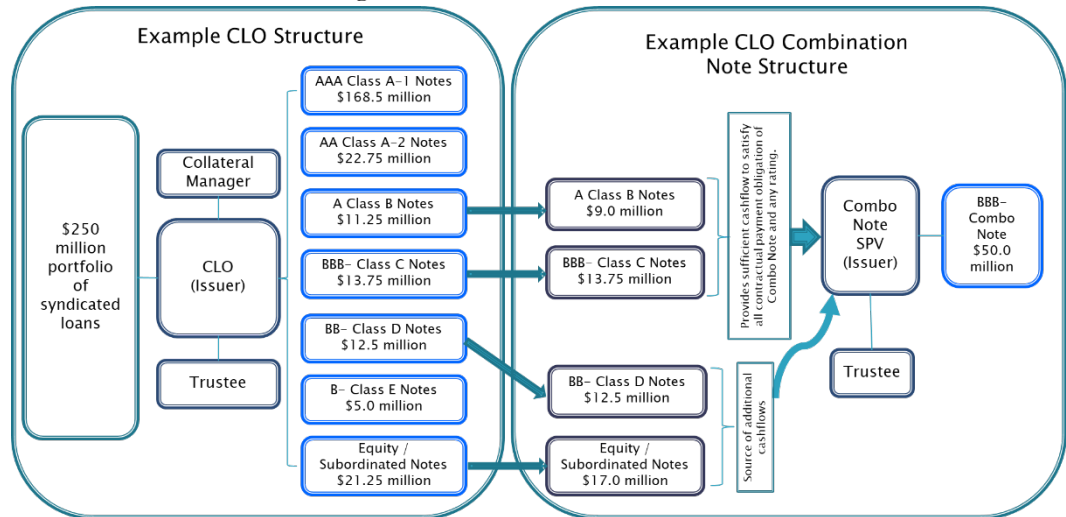 Example CLO Structure
$250
million
portfolio
of
syndicated
loans
Collateral
Manager
CLO
(Issuer)
Trustee
AAA Class A-1 Notes
$168.5 million
AA Class A-2 Notes
$22.75 million
A Class B Notes
$11.25 million
BBB- Class C Notes
$13.75 million
BB- Class D Notes
$12.5 million
B- Class E Notes
$5.0 million
Equity /
Subordinated Notes
$21.25 million
Example CLO Combination
Note Structure
A Class B Notes
$9.0 million
BBB- Class C Notes
$13.75 million
BB- Class D Notes
$12.5 million
Equity /
Subordinated Notes
$17.0 million
Provides sufficient cashflow to satisfy
all contractual payment obligation of
Combo Note and any rating.
Source of additional
cashflows
Combo
Note
SPV
(Issuer)
Trustee
BBB-
Combo
Note
$50.0
million